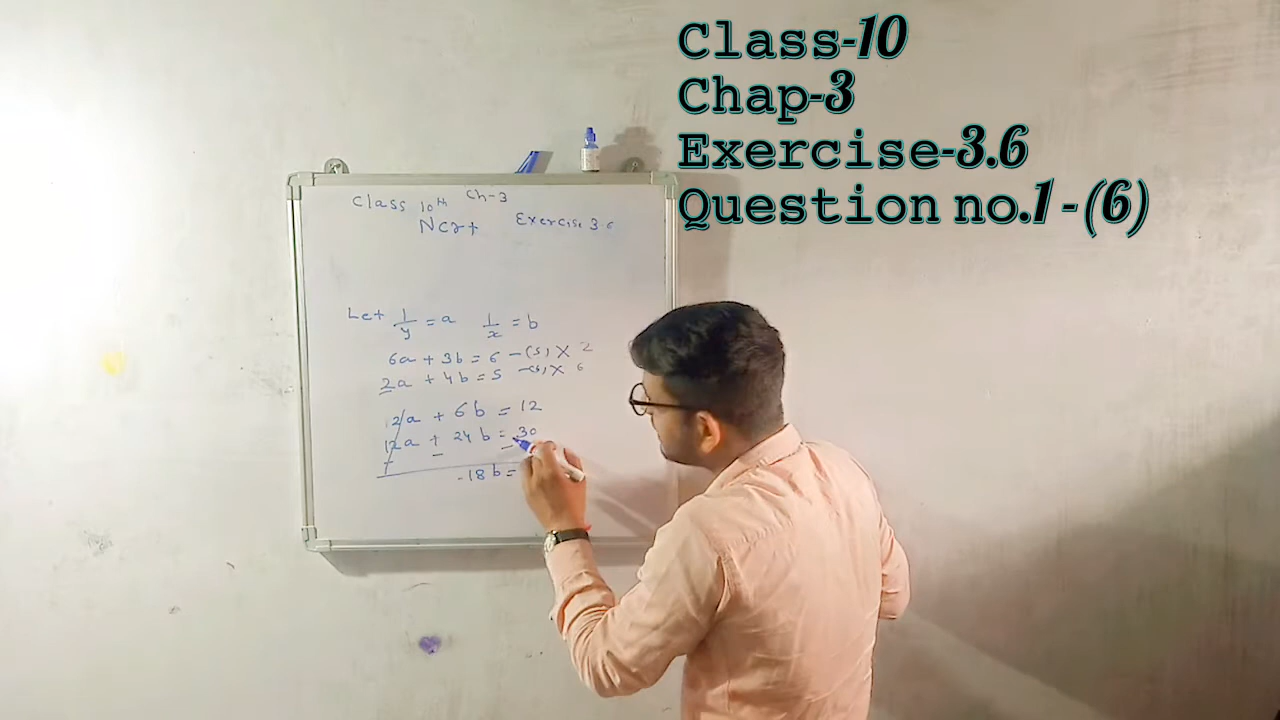 Class-10
Chap-3
Exercise-3.6
Question no.1-(6)
Class 10th Ch-3
Ncrt Exercise 3.6
Let 1/y = a 1/x = b
6a + 3b = 6 -(5) × 2
2a + 4b = 5 - × 6
12a + 6b = 12
12a + 24b = 30
- - -
-18b =